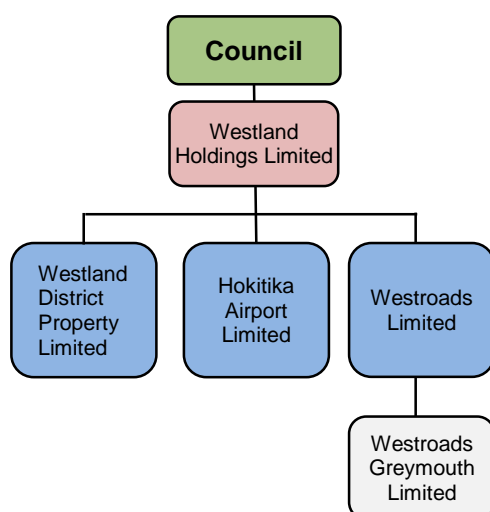 Council
Westland
Holdings Limited
Westland
District
Property
Limited
Hokitika
Airport
Limited
Westroads
Limited
Westroads
Greymouth
Limited